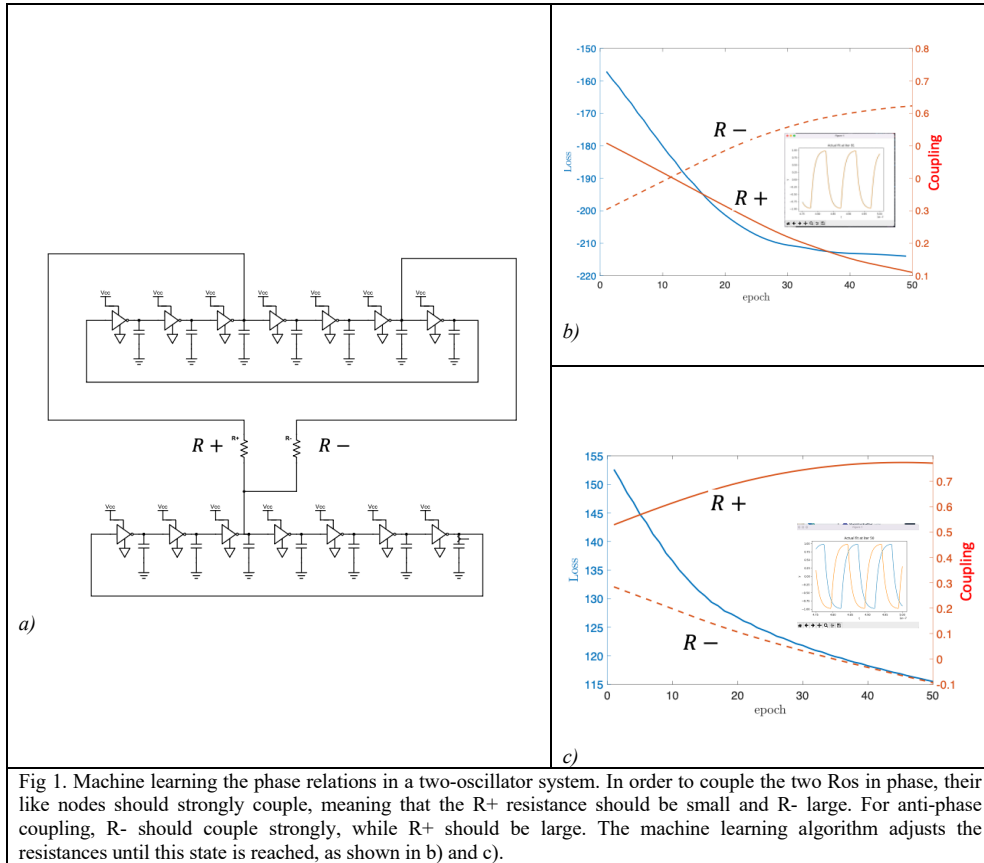 Vcc Vcc Vcc Vcc Vcc Vcc Vcc
R + R+ R- R −
Vcc Vcc Vcc Vcc Vcc Vcc Vcc
a)
-150
-160
-170
-180
-190
-200
-210
-220
Loss
0 10 20 30 40 50
epoch
0.8
0.7
0.6
0
0
0.3
0.2
0.1
Coupling
R −
R +
b)
155
150
145
140
135
130
125
120
115
Loss
0 10 20 30 40 50
epoch
0.7
0.6
0.5
0.4
0.3
0.2
0.1
0
-0.1
Coupling
R +
R −
c)
Fig 1. Machine learning the phase relations in a two-oscillator system. In order to couple the two Ros in phase, their
like nodes should strongly couple, meaning that the R+ resistance should be small and R- large. For anti-phase
coupling, R- should couple strongly, while R+ should be large. The machine learning algorithm adjusts the
resistances until this state is reached, as shown in b) and c).